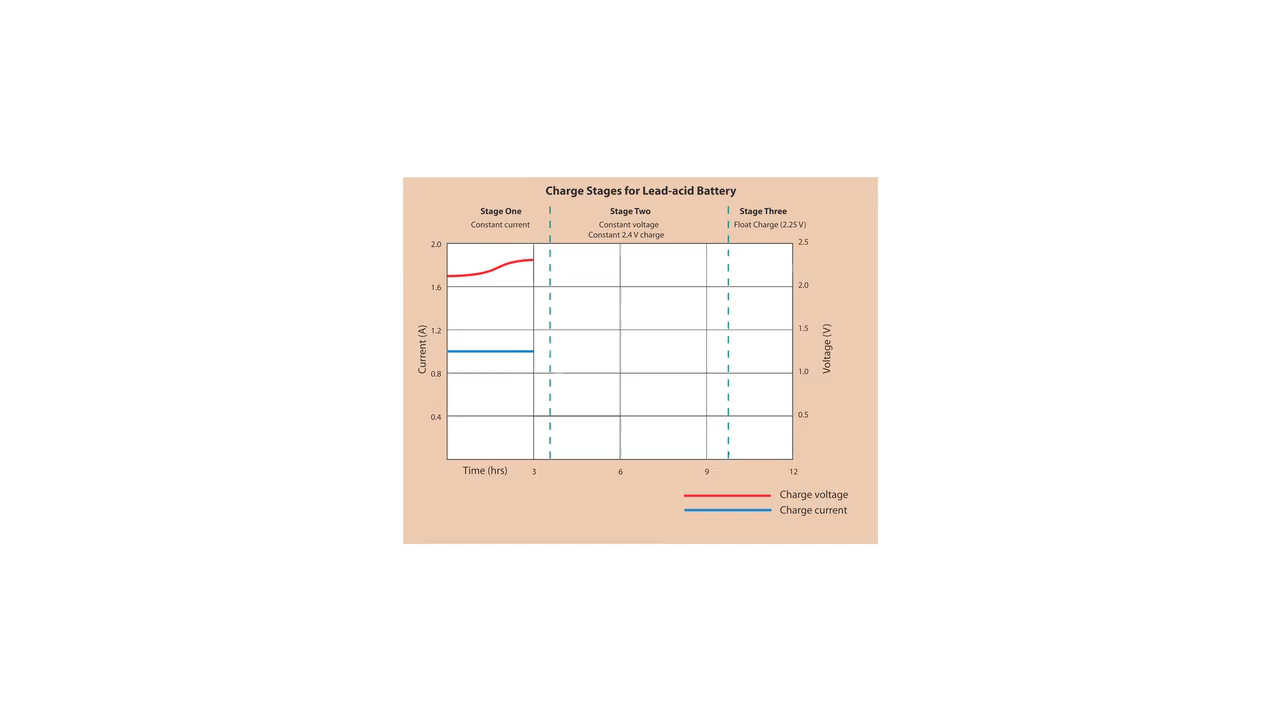 Charge Stages for Lead-acid Battery
Stage One
Constant current
Stage Two
Constant voltage
Constant 2.4 V charge
Stage Three
Float Charge (2.25 V)
2.0
1.6
1.2
0.8
0.4
Current (A)
2.5
2.0
1.5
1.0
0.5
Voltage (V)
Time (hrs)
3
6
9
12
Charge voltage
Charge current